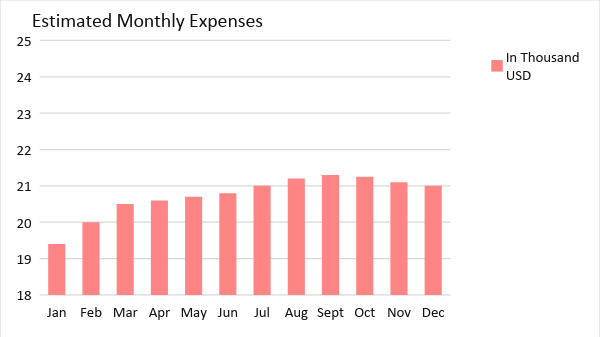 Estimated Monthly Expenses
25
24
23
22
21
20
19
18
Jan Feb Mar Apr May Jun Jul Aug Sept Oct Nov Dec
In Thousand
USD